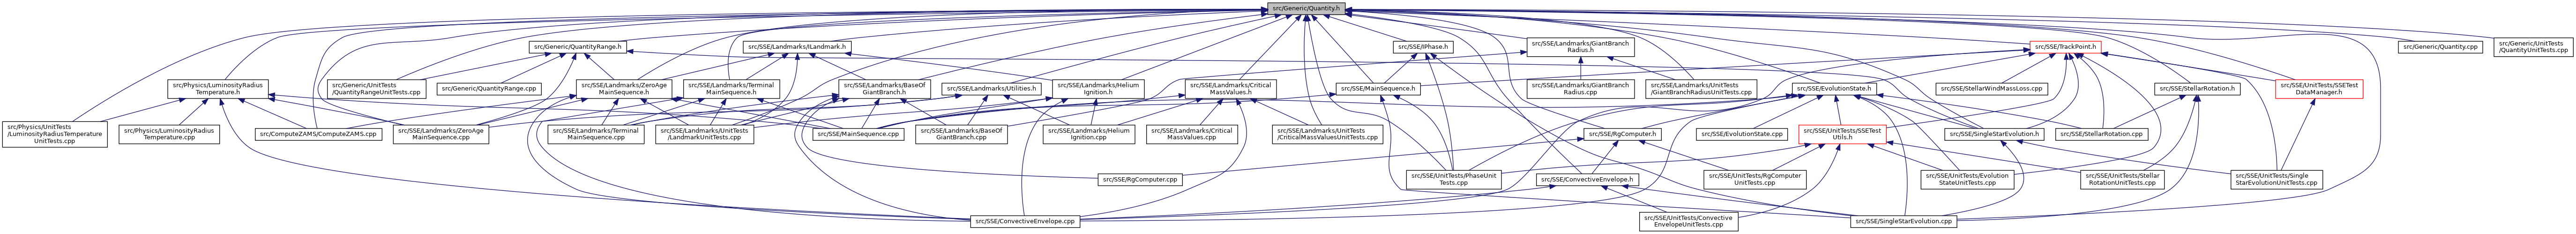 src/Generic/Quantity.h
src/Generic/QuantityRange.h
src/SSE/Landmarks/ILandmark.h
src/SSE/IPhase.h
src/SSE/Landmarks/GiantBranch
Radius.h
src/SSE/TrackPoint.h
src/Generic/Quantity.cpp
src/Generic/UnitTests
/QuantityUnitTests.cpp
src/Physics/LuminosityRadius
Temperature.h
src/Generic/UnitTests
/QuantityRangeUnitTests.cpp
src/Generic/QuantityRange.cpp
src/SSE/Landmarks/ZeroAge
MainSequence.h
src/SSE/Landmarks/Terminal
MainSequence.h
src/SSE/Landmarks/BaseOf
GiantBranch.h
src/SSE/Landmarks/Utilities.h
src/SSE/Landmarks/Helium
Ignition.h
src/SSE/Landmarks/Critical
MassValues.h
src/SSE/MainSequence.h
src/SSE/Landmarks/GiantBranch
Radius.cpp
src/SSE/Landmarks/UnitTests
/GiantBranchRadiusUnitTests.cpp
src/SSE/EvolutionState.h
src/SSE/StellarWindMassLoss.cpp
src/SSE/StellarRotation.h
src/SSE/UnitTests/SSETest
DataManager.h
src/Physics/UnitTests
/LuminosityRadiusTemperature
UnitTests.cpp
src/Physics/LuminosityRadius
Temperature.cpp
src/ComputeZAMS/ComputeZAMS.cpp
src/SSE/Landmarks/ZeroAge
MainSequence.cpp
src/SSE/Landmarks/Terminal
MainSequence.cpp
src/SSE/Landmarks/UnitTests
/LandmarkUnitTests.cpp
src/SSE/MainSequence.cpp
src/SSE/Landmarks/BaseOf
GiantBranch.cpp
src/SSE/Landmarks/Helium
Ignition.cpp
src/SSE/Landmarks/Critical
MassValues.cpp
src/SSE/Landmarks/UnitTests
/CriticalMassValuesUnitTests.cpp
src/SSE/RgComputer.h
src/SSE/EvolutionState.cpp
src/SSE/UnitTests/SSETest
Utils.h
src/SSE/SingleStarEvolution.h
src/SSE/StellarRotation.cpp
src/SSE/RgComputer.cpp
src/SSE/UnitTests/PhaseUnit
Tests.cpp
src/SSE/ConvectiveEnvelope.h
src/SSE/UnitTests/RgComputer
UnitTests.cpp
src/SSE/UnitTests/Evolution
StateUnitTests.cpp
src/SSE/UnitTests/Stellar
RotationUnitTests.cpp
src/SSE/UnitTests/Single
StarEvolutionUnitTests.cpp
src/SSE/ConvectiveEnvelope.cpp
src/SSE/UnitTests/Convective
EnvelopeUnitTests.cpp
src/SSE/SingleStarEvolution.cpp